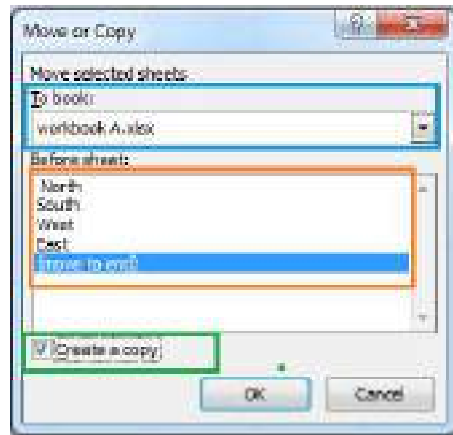 Move or Copy
Move selected sheets
To book:
workbook A.xlsx
Before sheet:
North
South
West
East
(move to end)
Create a copy
OK
Cancel